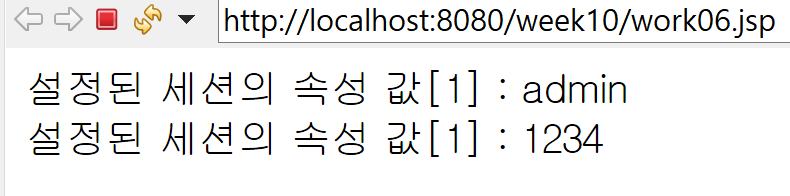 http://localhost:8080/week10/work06.jsp
설정된 세션의 속성 값[1] : admin
설정된 세션의 속성 값[1] : 1234